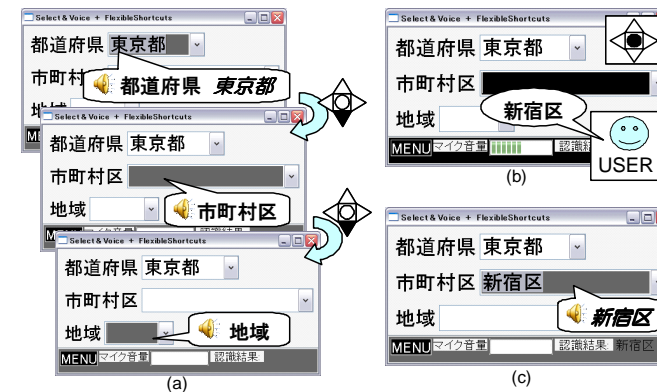 Select & Voice + FlexibleShortcuts
都道府県 東京都
市町村
都道府県 東京都
Select & Voice + FlexibleShortcuts
都道府県 東京都
市町村区
地域
市町村区
Select & Voice + FlexibleShortcuts
都道府県 東京都
市町村区
地域
地域
MENU マイク音量 認識結果:
(a)
Select & Voice + FlexibleShortcuts
都道府県 東京都
市町村区
地域
新宿区
MENU マイク音量 認識結
USER
(b)
Select & Voice + FlexibleShortcuts
都道府県 東京都
市町村区 新宿区
地域
新宿区
MENU マイク音量 認識結果: 新宿区
(c)